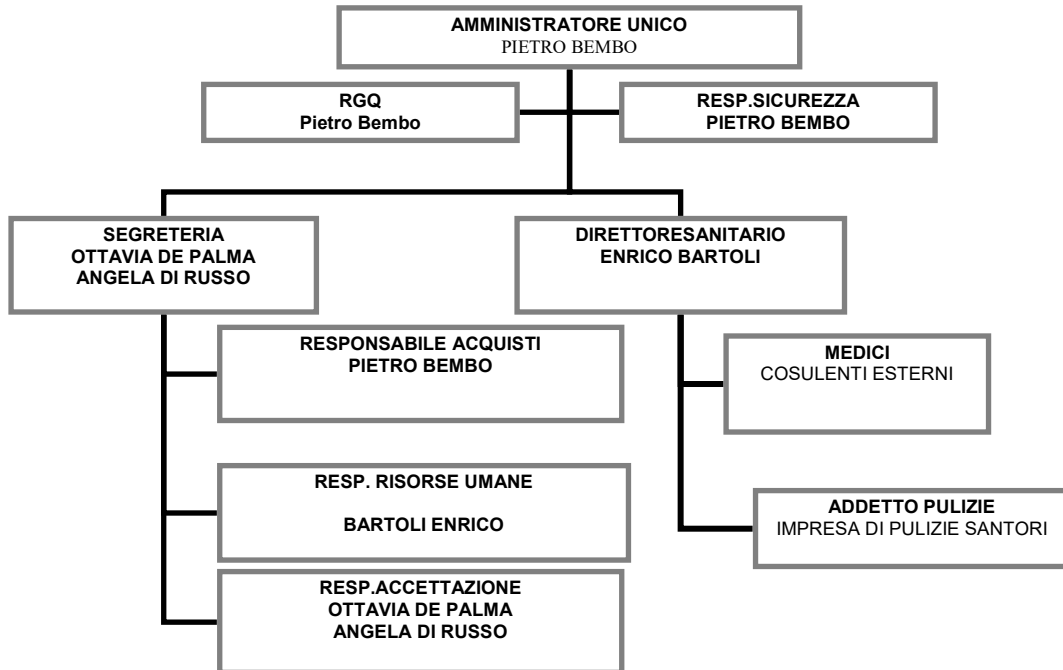 AMMINISTRATORE UNICO
PIETRO BEMBO
RGQ
Pietro Bembo
RESP.SICUREZZA
PIETRO BEMBO
SEGRETERIA
OTTAVIA DE PALMA
ANGELA DI RUSSO
DIRETTORESANITARIO
ENRICO BARTOLI
RESPONSABILE ACQUISTI
PIETRO BEMBO
MEDICI
COSULENTI ESTERNI
RESP. RISORSE UMANE
BARTOLI ENRICO
ADDETTO PULIZIE
IMPRESA DI PULIZIE SANTORI
RESP.ACCETTAZIONE
OTTAVIA DE PALMA
ANGELA DI RUSSO